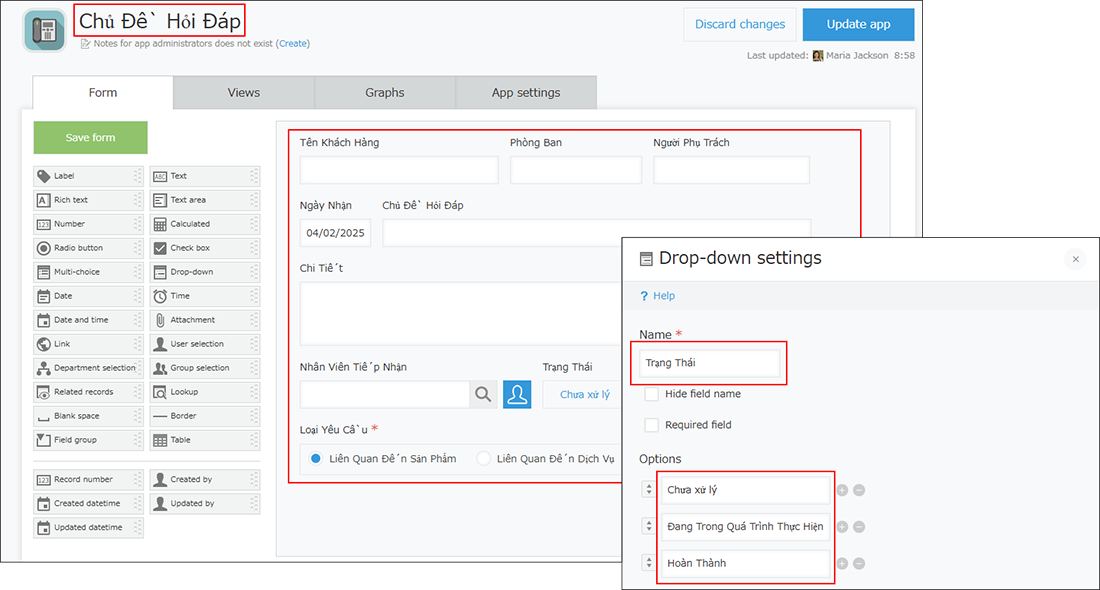 Chủ Đề Hỏi Đáp
Notes for app administrators does not exist (Create)
Discard changes
Update app
Last updated: Maria Jackson 8:58
Form
Views
Graphs
App settings
Save form
Label
Text
Rich text
Text area
Number
Calculated
Radio button
Check box
Multi-choice
Drop-down
Date
Time
Date and time
Attachment
Link
User selection
Department selection
Group selection
Related records
Lookup
Blank space
Border
Field group
Table
Record number
Created by
Created datetime
Updated by
Updated datetime
Tên Khách Hàng
Phòng Ban
Người Phụ Trách
Ngày Nhận
Chủ Đề Hỏi Đáp
04/02/2025
Chi Tiết
Nhân Viên Tiếp Nhận
Trạng Thái
Chưa xử lý
Loại Yêu Cầu *
Liên Quan Đến Sản Phẩm
Liên Quan Đến Dịch Vụ
Drop-down settings
×
? Help
Name *
Trạng Thái
Hide field name
Required field
Options
Chưa xử lý
Đang Trong Quá Trình Thực Hiện
Hoàn Thành